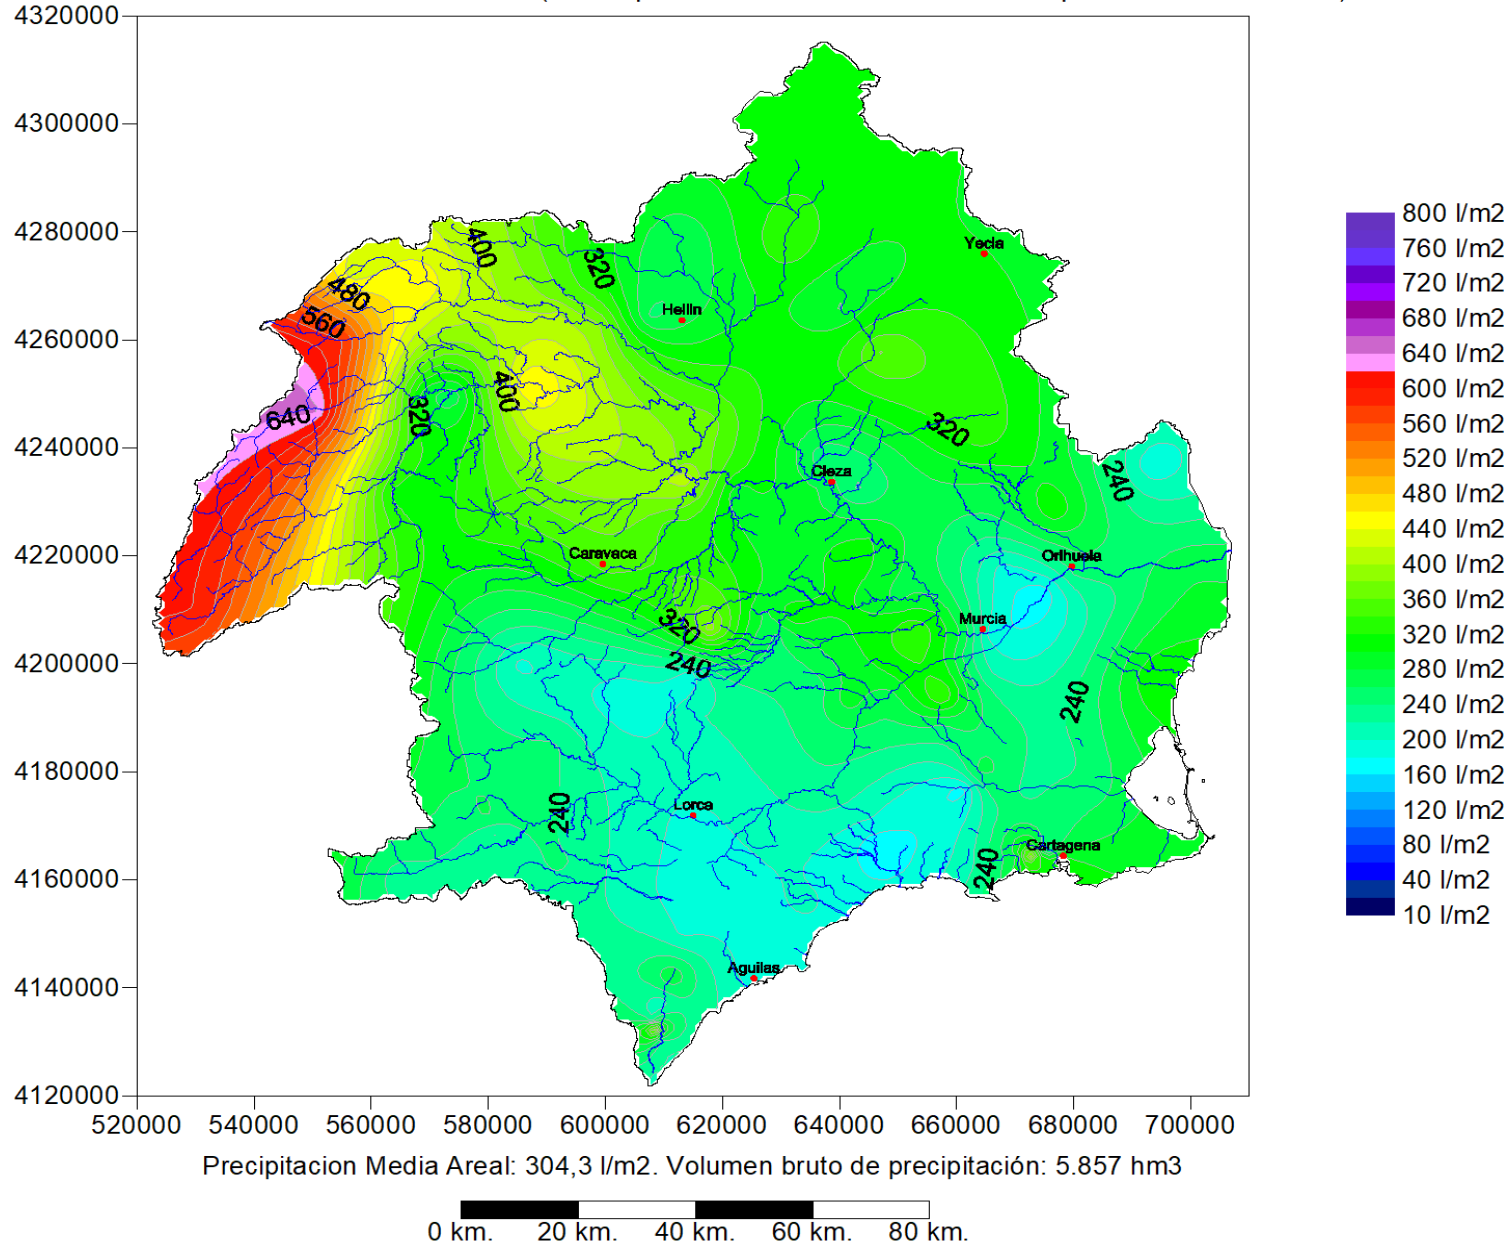 4320000
4300000
4280000
4260000
4240000
4220000
4200000
4180000
4160000
4140000
4120000
520000 540000 560000 580000 600000 620000 640000 660000 680000 700000
400
320
480
560
640
320
400
320
240
320
240
240
240
240
Yecla
Hellin
Cieza
Caravaca
Orihuela
Murcia
Lorca
Cartagena
Aguilas
800 l/m2
760 l/m2
720 l/m2
680 l/m2
640 l/m2
600 l/m2
560 l/m2
520 l/m2
480 l/m2
440 l/m2
400 l/m2
360 l/m2
320 l/m2
280 l/m2
240 l/m2
200 l/m2
160 l/m2
120 l/m2
80 l/m2
40 l/m2
10 l/m2
Precipitacion Media Areal: 304,3 l/m2. Volumen bruto de precipitación: 5.857 hm3
0 km. 20 km. 40 km. 60 km. 80 km.